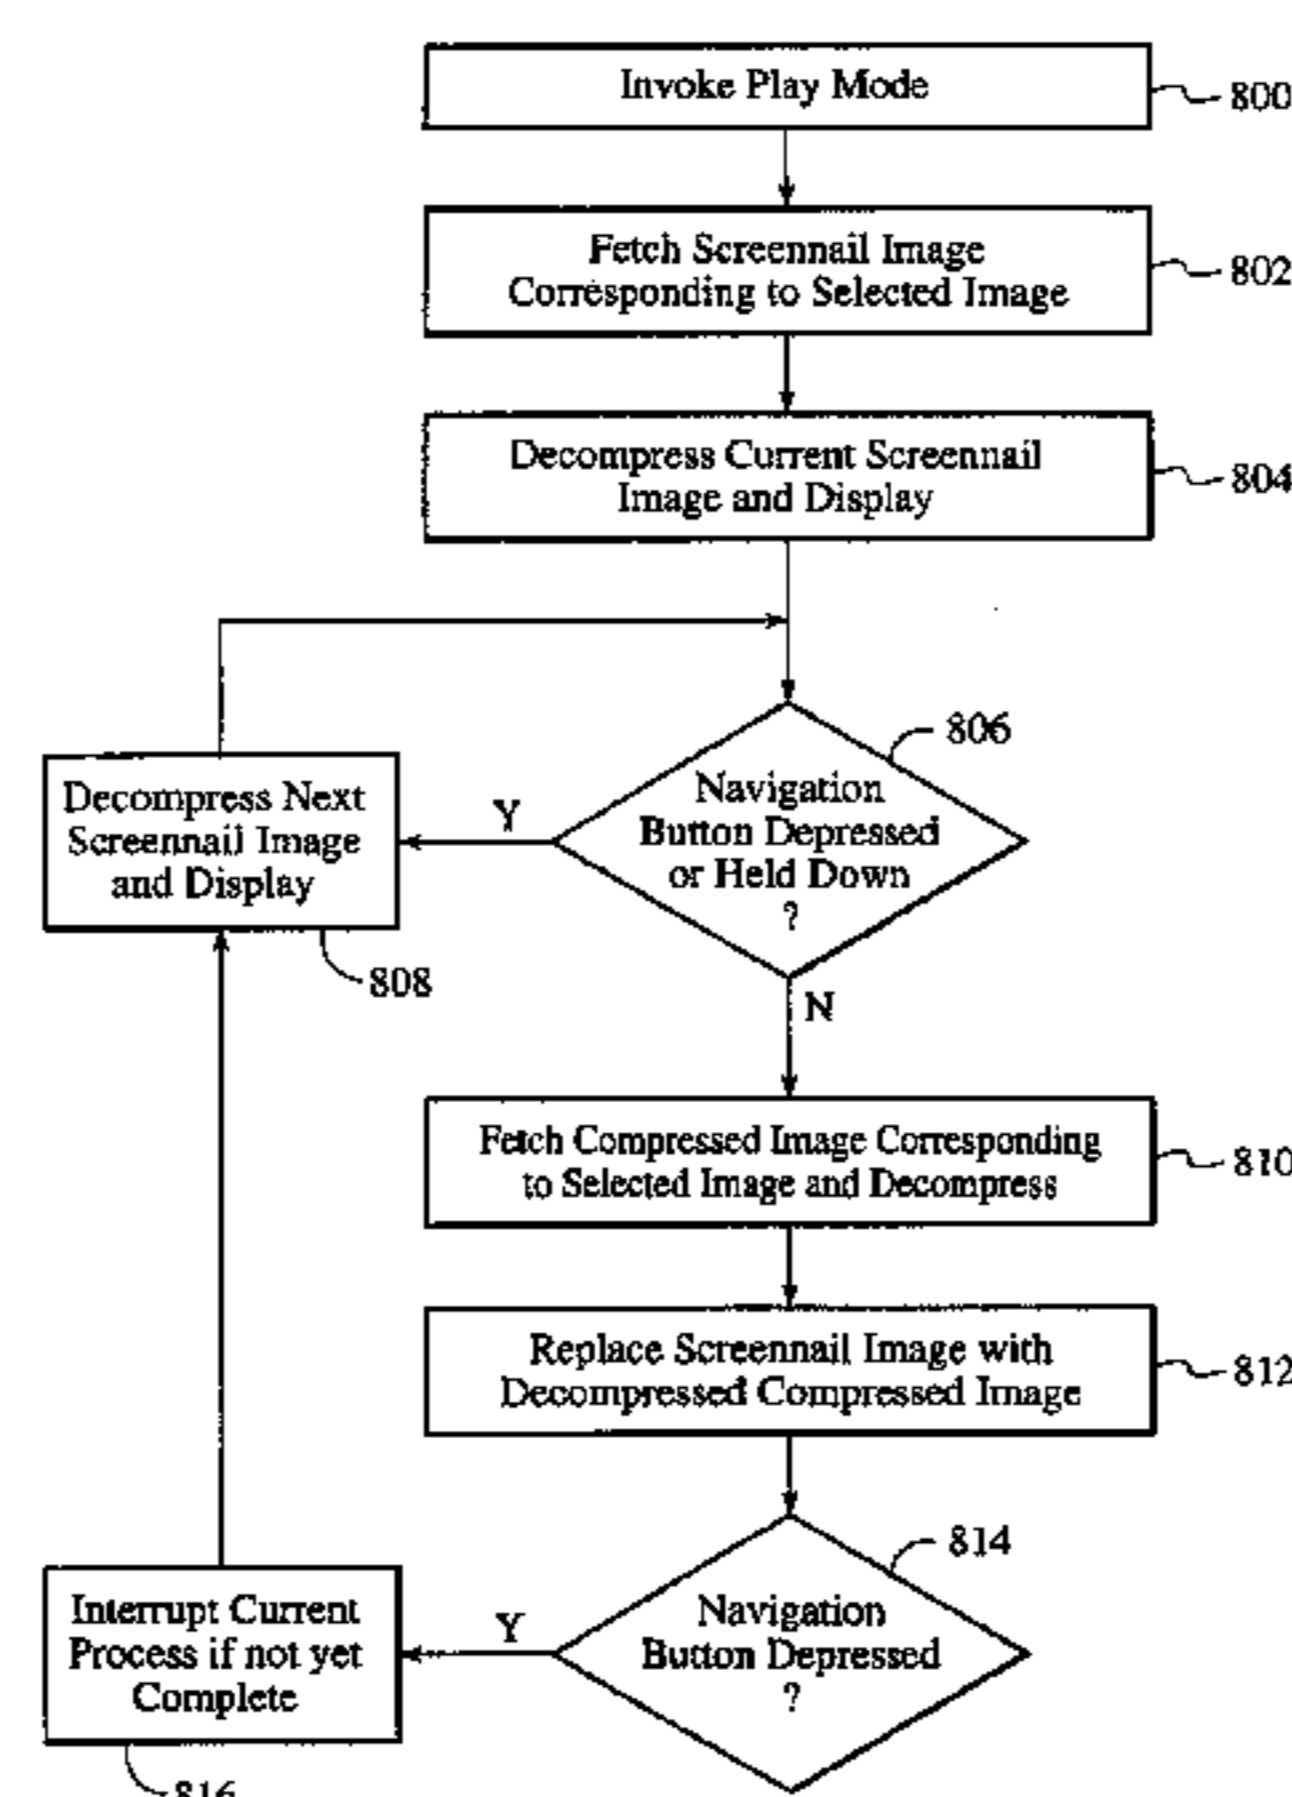 Invoke Play Mode
800
Fetch Screennail Image
Corresponding to Selected Image
802
Decompress Current Screennail
Image and Display
804
806
Navigation
Button Depressed
or Held Down
?
Y
Decompress Next
Screennail Image
and Display
808
N
Fetch Compressed Image Corresponding
to Selected Image and Decompress
810
Replace Screennail Image with
Decompressed Compressed Image
812
814
Navigation
Button Depressed
?
Y
Interrupt Current
Process if not yet
Complete
816